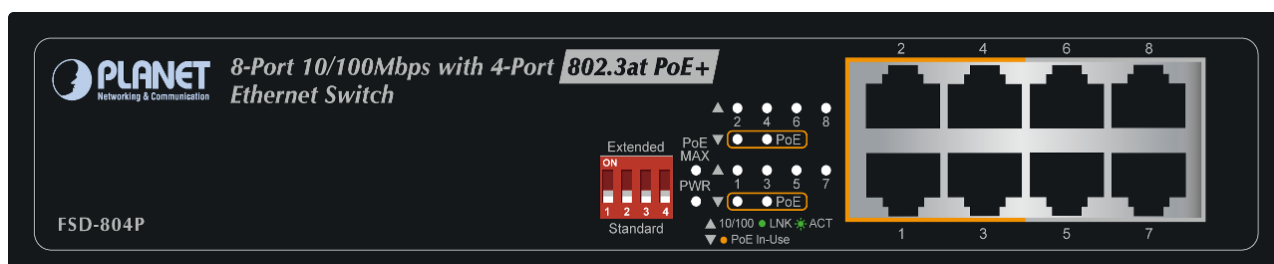 PLANET
Networking & Communication
8-Port 10/100Mbps with 4-Port 802.3at PoE+
Ethernet Switch
FSD-804P
Extended
ON
1 2 3 4
Standard
PoE
MAX
PWR
2 4 6 8
PoE
1 3 5 7
PoE
10/100 LNK ACT
PoE In-Use
2 4 6 8
1 3 5 7